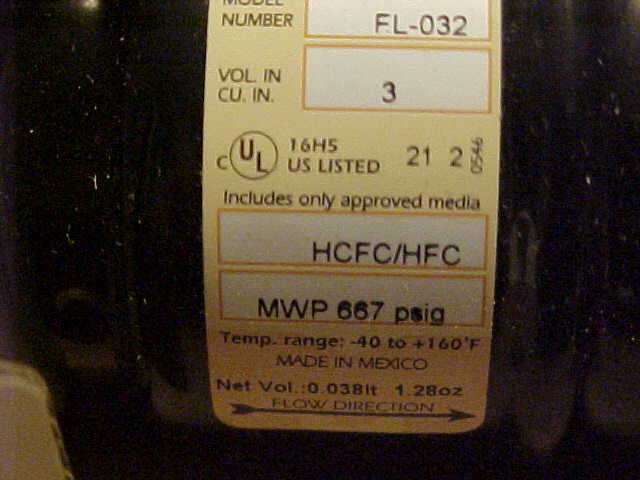 MODEL
NUMBER FL-032
VOL. IN
CU. IN. 3
C UL 16H5
US LISTED 21 2 0546
Includes only approved media
HCFC/HFC
MWP 667 psig
Temp. range: -40 to +160°F
MADE IN MEXICO
Net Vol.:0.038lt 1.28oz
FLOW DIRECTION